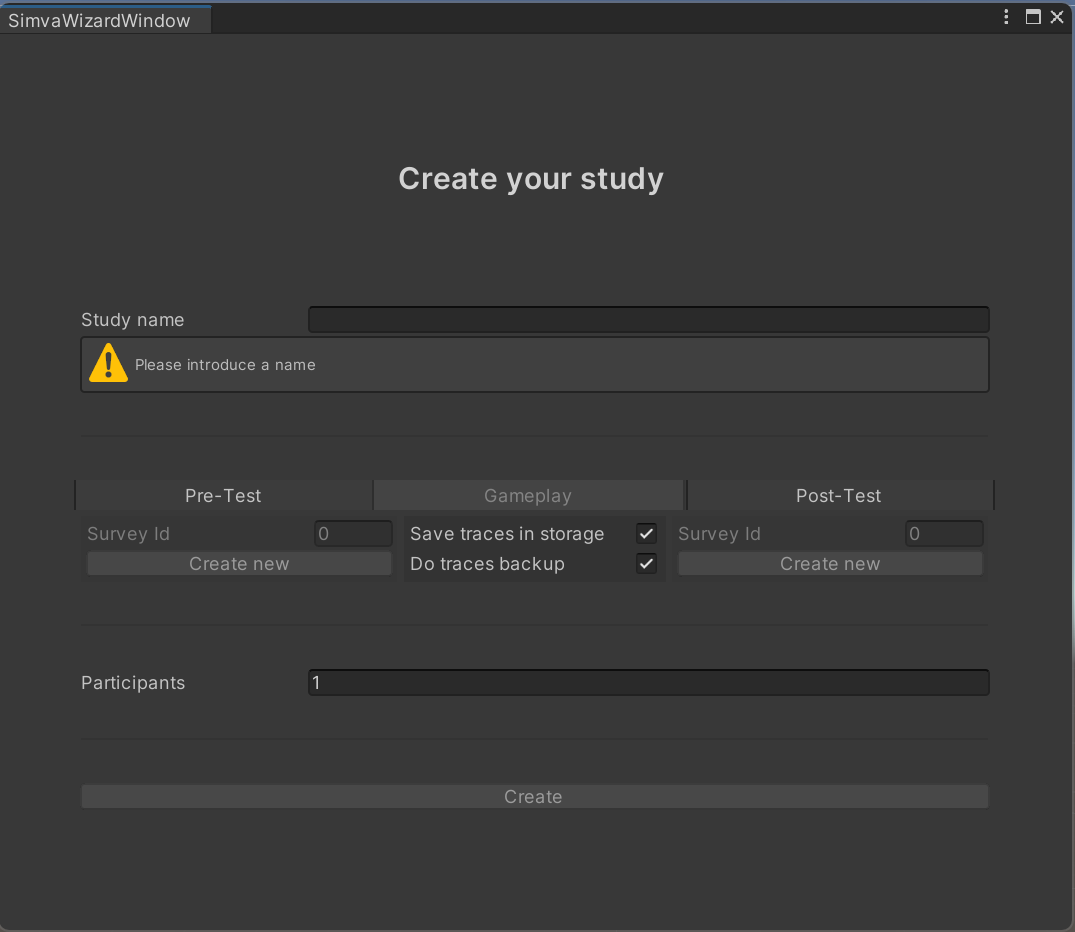 SimvaWizardWindow
Create your study
Study name
Please introduce a name
Pre-Test Gameplay Post-Test
Survey Id 0 Save traces in storage Survey Id 0
Create new Do traces backup Create new
Participants 1
Create